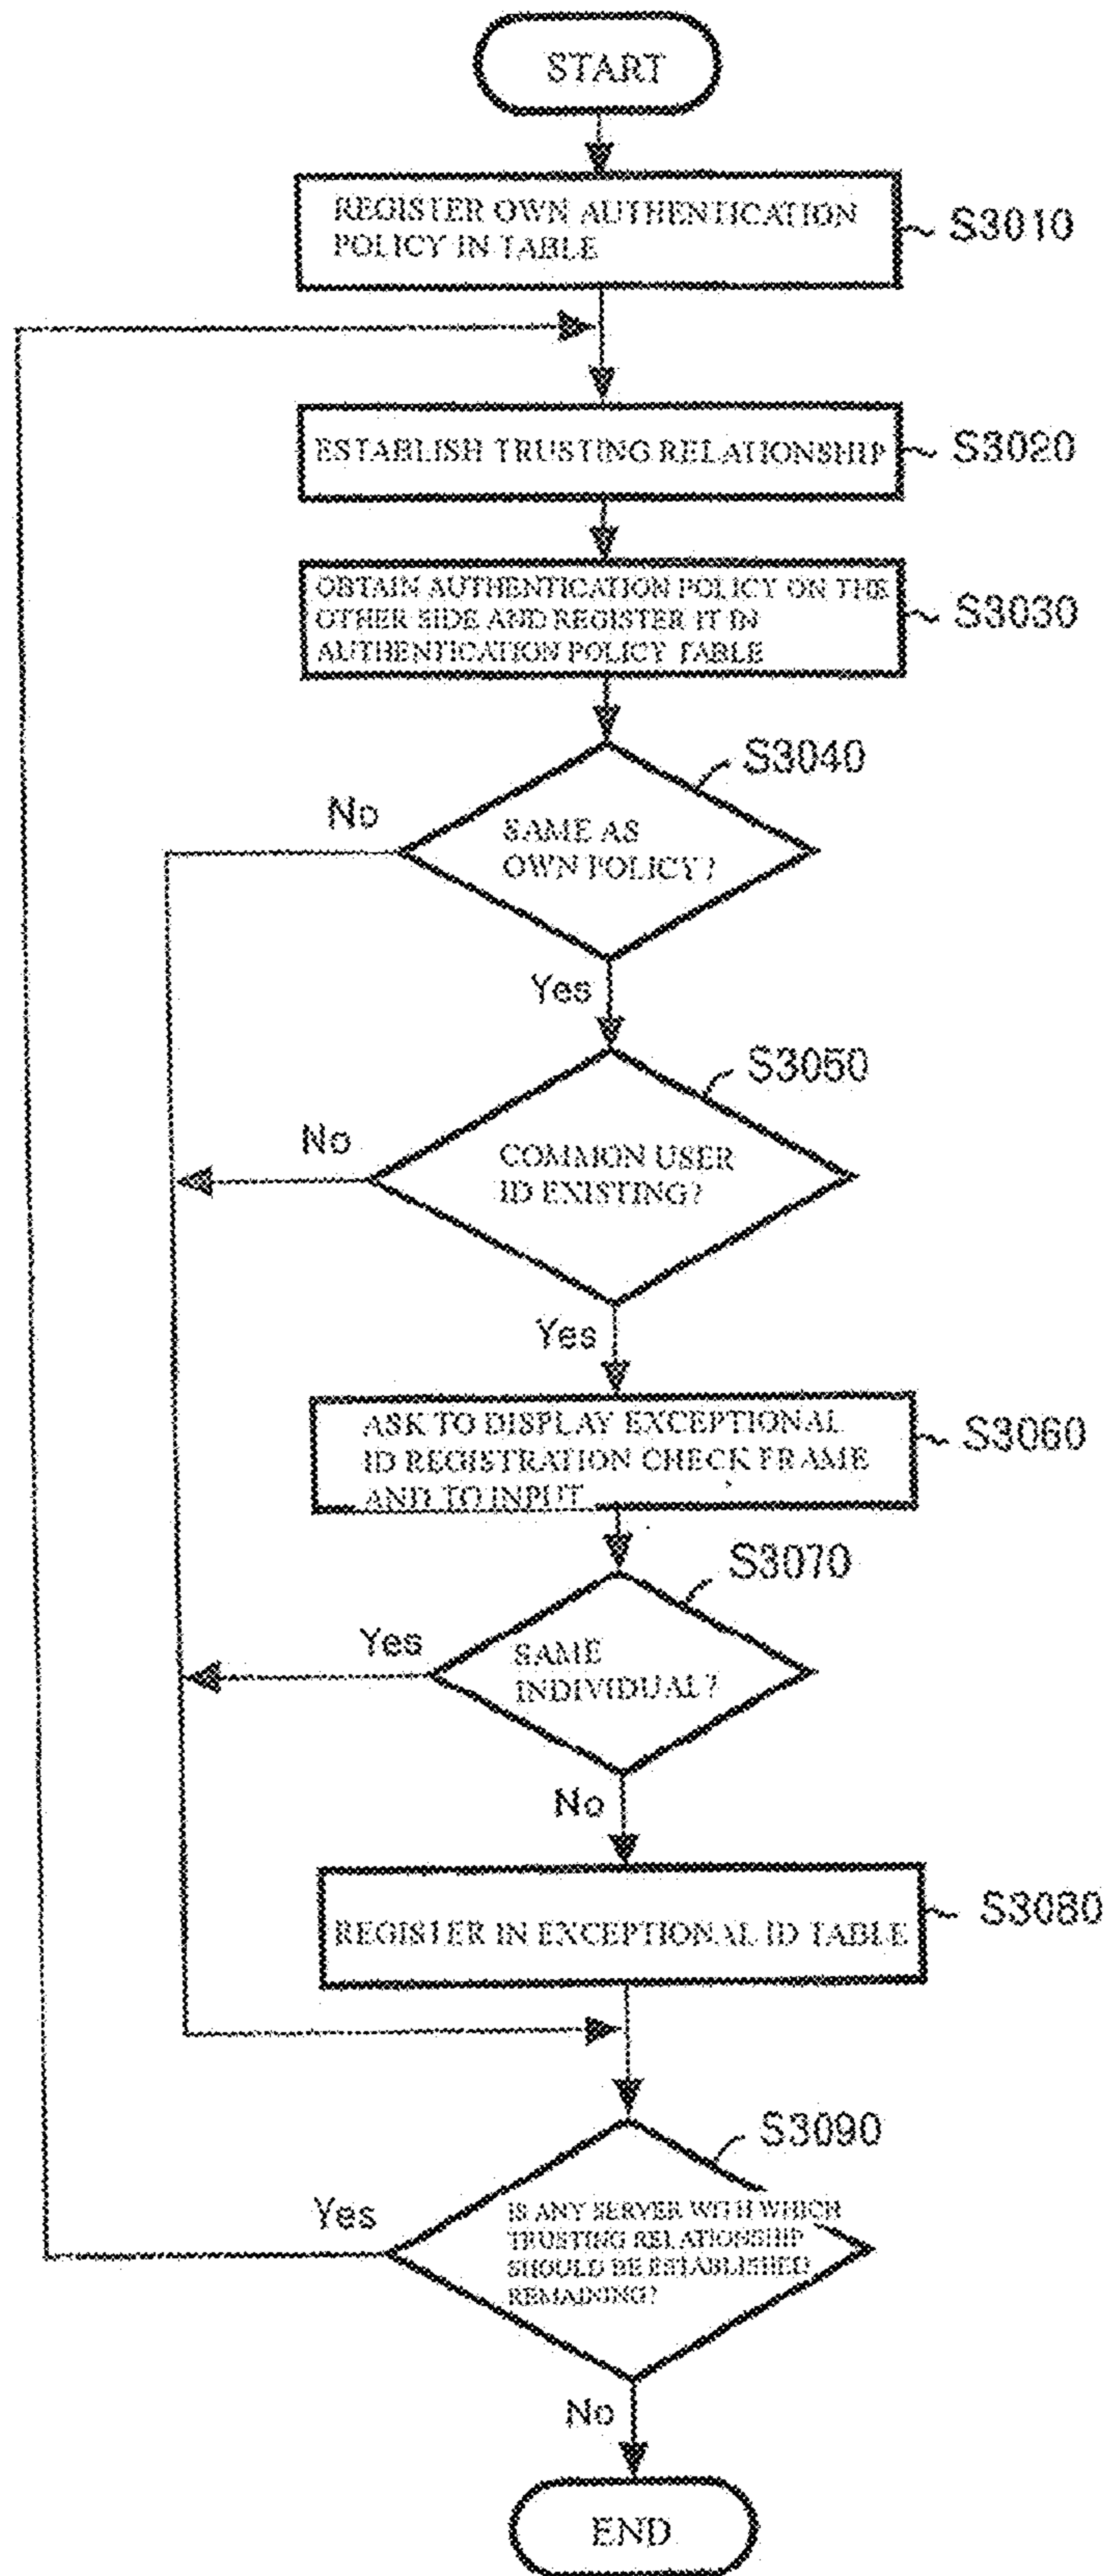 START
REGISTER OWN AUTHENTICATION
POLICY IN TABLE
S3010
ESTABLISH TRUSTING RELATIONSHIP
S3020
OBTAIN AUTHENTICATION POLICY ON THE
OTHER SIDE AND REGISTER IT IN
AUTHENTICATION POLICY TABLE
S3030
S3040
No
SAME AS
OWN POLICY?
Yes
S3050
No
COMMON USER
ID EXISTING?
Yes
ASK TO DISPLAY EXCEPTIONAL
ID REGISTRATION CHECK FRAME
AND TO INPUT
S3060
S3070
Yes
SAME
INDIVIDUAL?
No
REGISTER IN EXCEPTIONAL ID TABLE
S3080
S3090
Yes
IS ANY SERVER WITH WHICH
TRUSTING RELATIONSHIP
SHOULD BE ESTABLISHED
REMAINING?
No
END